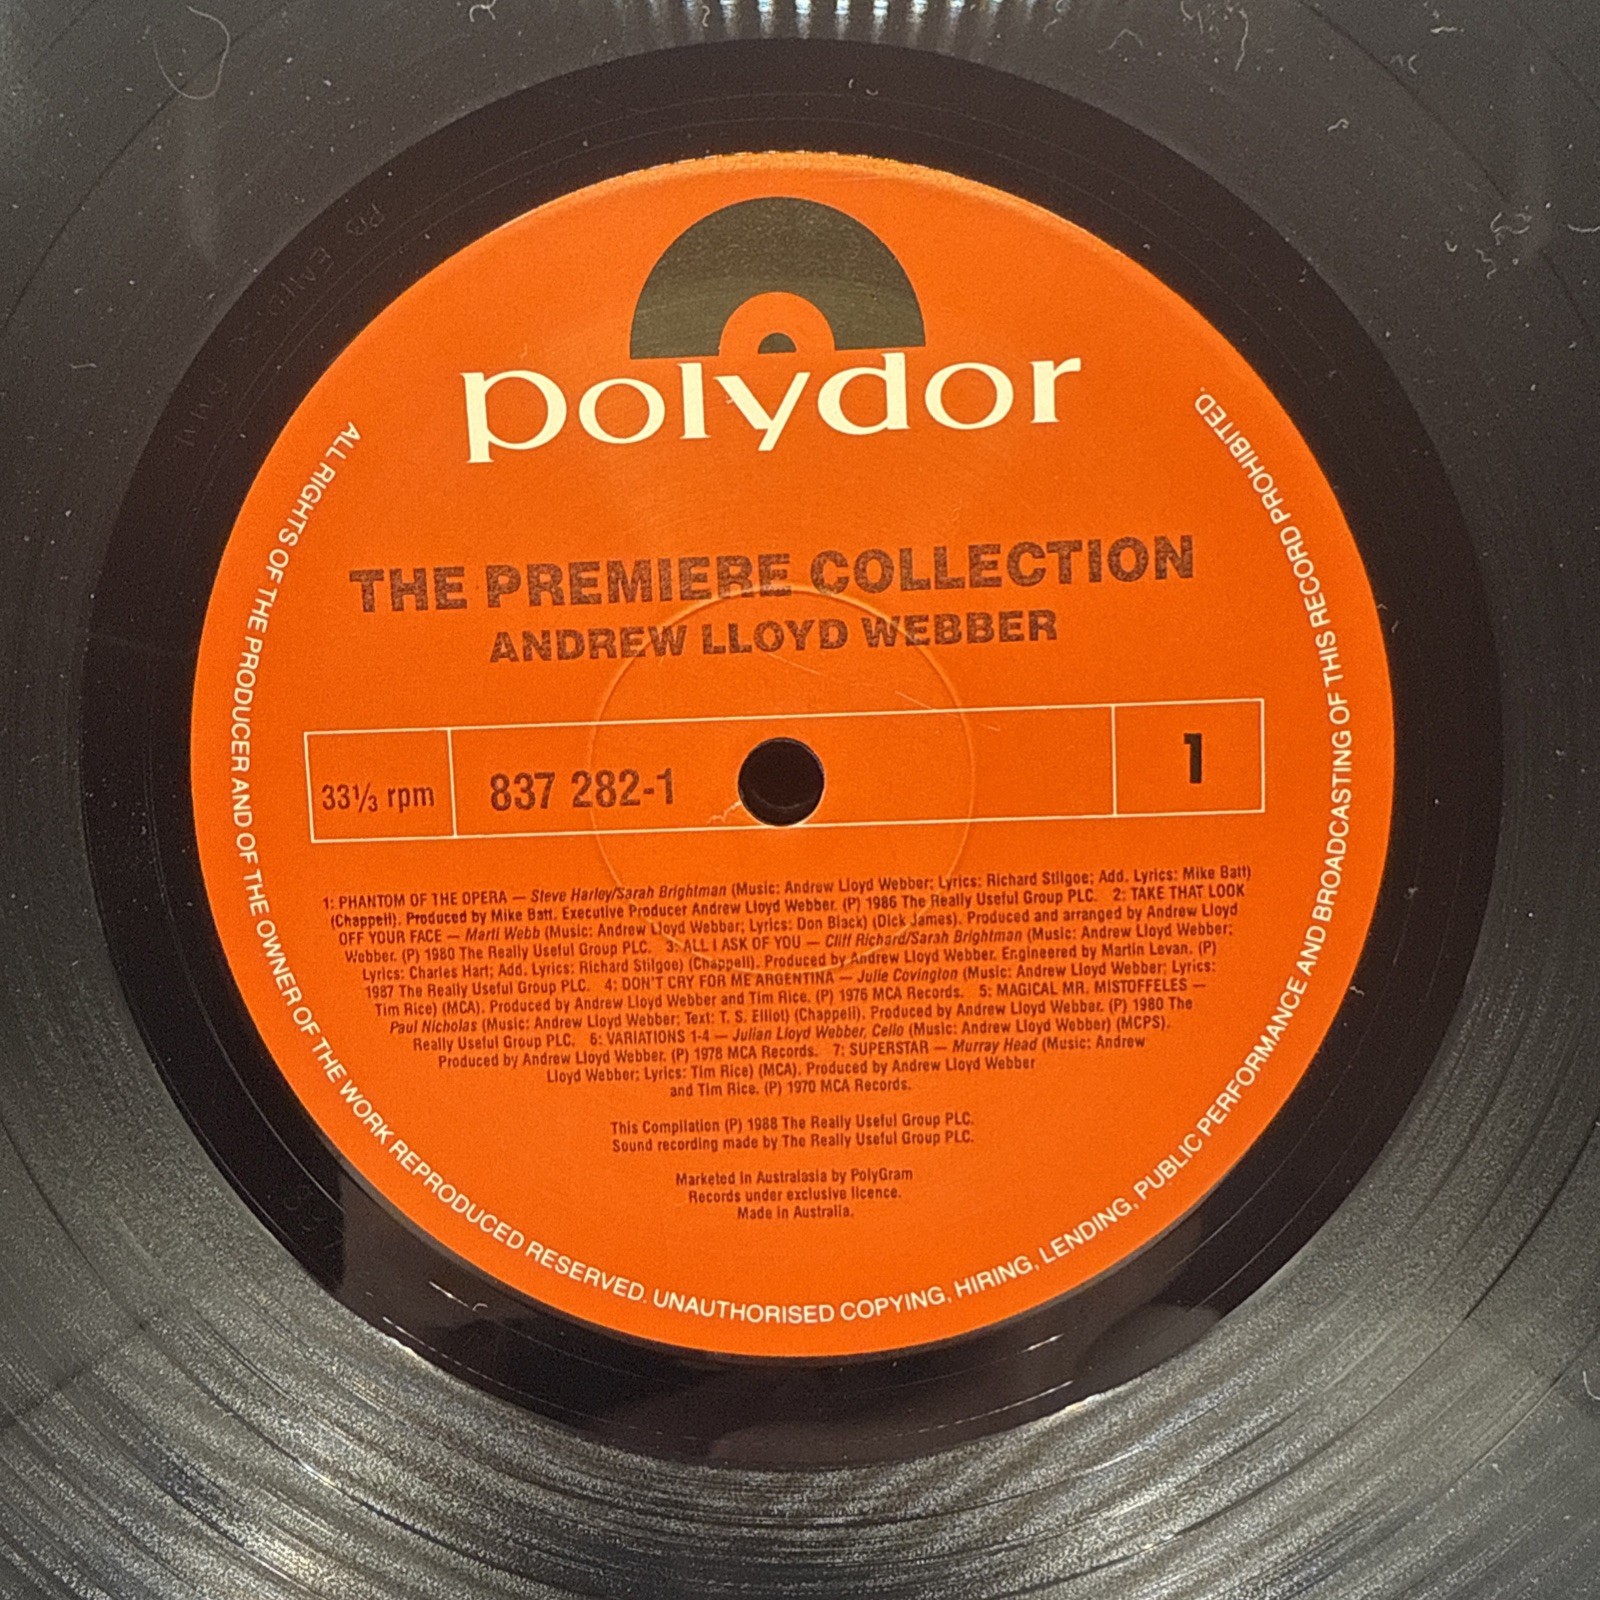 polydor
THE PREMIERE COLLECTION
ANDREW LLOYD WEBBER
33⅓ rpm
837 282-1
1
1: PHANTOM OF THE OPERA — Steve Harley/Sarah Brightman (Music: Andrew Lloyd Webber; Lyrics: Richard Stilgoe; Add. Lyrics: Mike Batt)
(Chappell). Produced by Mike Batt. Executive Producer Andrew Lloyd Webber. (P) 1986 The Really Useful Group PLC. 2: TAKE THAT LOOK
OFF YOUR FACE — Marti Webb (Music: Andrew Lloyd Webber; Lyrics: Don Black) (Dick James). Produced and arranged by Andrew Lloyd
Webber. (P) 1980 The Really Useful Group PLC. 3: ALL I ASK OF YOU — Cliff Richard/Sarah Brightman (Music: Andrew Lloyd Webber;
Lyrics: Charles Hart; Add. Lyrics: Richard Stilgoe) (Chappell). Produced by Andrew Lloyd Webber. Engineered by Martin Levan. (P)
1987 The Really Useful Group PLC. 4: DON'T CRY FOR ME ARGENTINA — Julie Covington (Music: Andrew Lloyd Webber; Lyrics:
Tim Rice) (MCA). Produced by Andrew Lloyd Webber and Tim Rice. (P) 1976 MCA Records. 5: MAGICAL MR. MISTOFFELES —
Paul Nicholas (Music: Andrew Lloyd Webber; Text: T. S. Elliot) (Chappell). Produced by Andrew Lloyd Webber. (P) 1980 The
Really Useful Group PLC. 6: VARIATIONS 1-4 — Julian Lloyd Webber, Cello (Music: Andrew Lloyd Webber) (MCPS).
Produced by Andrew Lloyd Webber. (P) 1978 MCA Records. 7: SUPERSTAR — Murray Head (Music: Andrew
Lloyd Webber; Lyrics: Tim Rice) (MCA). Produced by Andrew Lloyd Webber
and Tim Rice. (P) 1970 MCA Records.
This Compilation (P) 1988 The Really Useful Group PLC.
Sound recording made by The Really Useful Group PLC.
Marketed in Australasia by PolyGram
Records under exclusive licence.
Made in Australia.
ALL RIGHTS OF THE PRODUCER AND OF THE OWNER OF THE WORK REPRODUCED RESERVED. UNAUTHORISED COPYING, HIRING, LENDING, PUBLIC PERFORMANCE AND BROADCASTING OF THIS RECORD PROHIBITED.